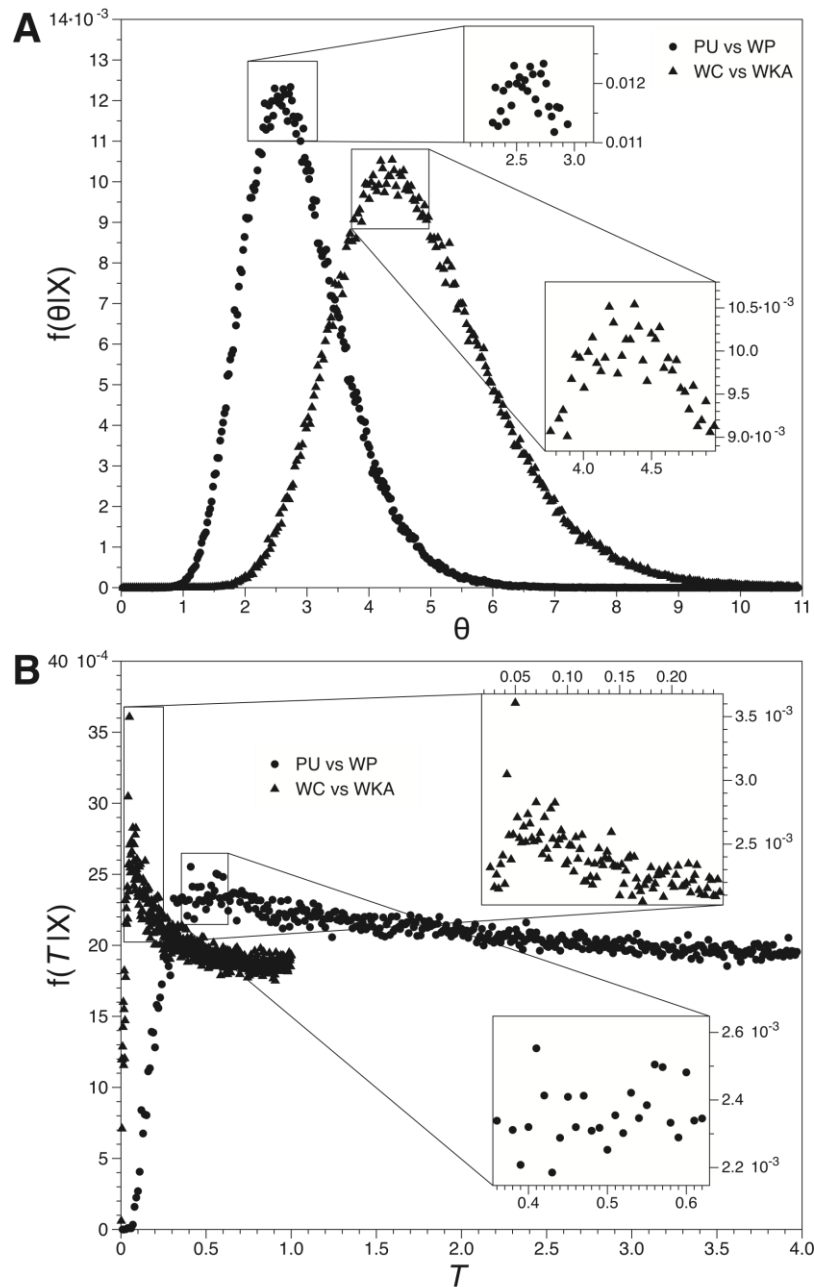 A
f(θ|X)
14·10⁻³
13
12
11
10
9
8
7
6
5
4
3
2
1
0
● PU vs WP
▲ WC vs WKA
0.012
0.011
2.5 3.0
10.5·10⁻³
10.0
9.5
9.0·10⁻³
4.0 4.5
0 1 2 3 4 5 6 7 8 9 10 11
θ
B
f(T|X)
40 10⁻⁴
35
30
25
20
15
10
5
0
● PU vs WP
▲ WC vs WKA
0.05 0.10 0.15 0.20
3.5 10⁻³
3.0
2.5 10⁻³
2.6 10⁻³
2.4
2.2 10⁻³
0.4 0.5 0.6
0 0.5 1.0 1.5 2.0 2.5 3.0 3.5 4.0
T